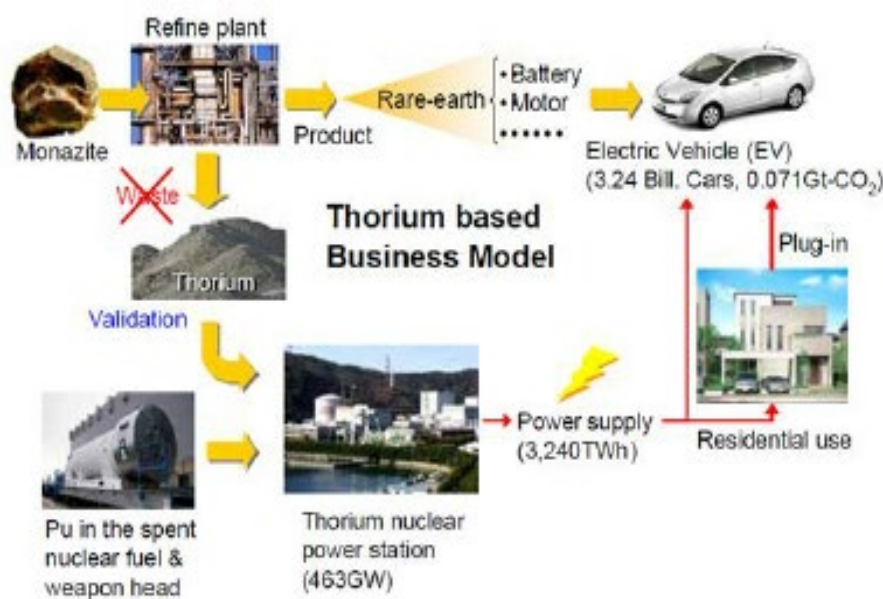 Refine plant
Monazite
Product
Rare-earth
• Battery
• Motor
• • • • • •
Electric Vehicle (EV)
(3.24 Bill. Cars, 0.071Gt-CO₂)
Waste
Thorium
Thorium based
Business Model
Plug-in
Validation
Power supply
(3,240TWh)
Residential use
Pu in the spent
nuclear fuel &
weapon head
Thorium nuclear
power station
(463GW)